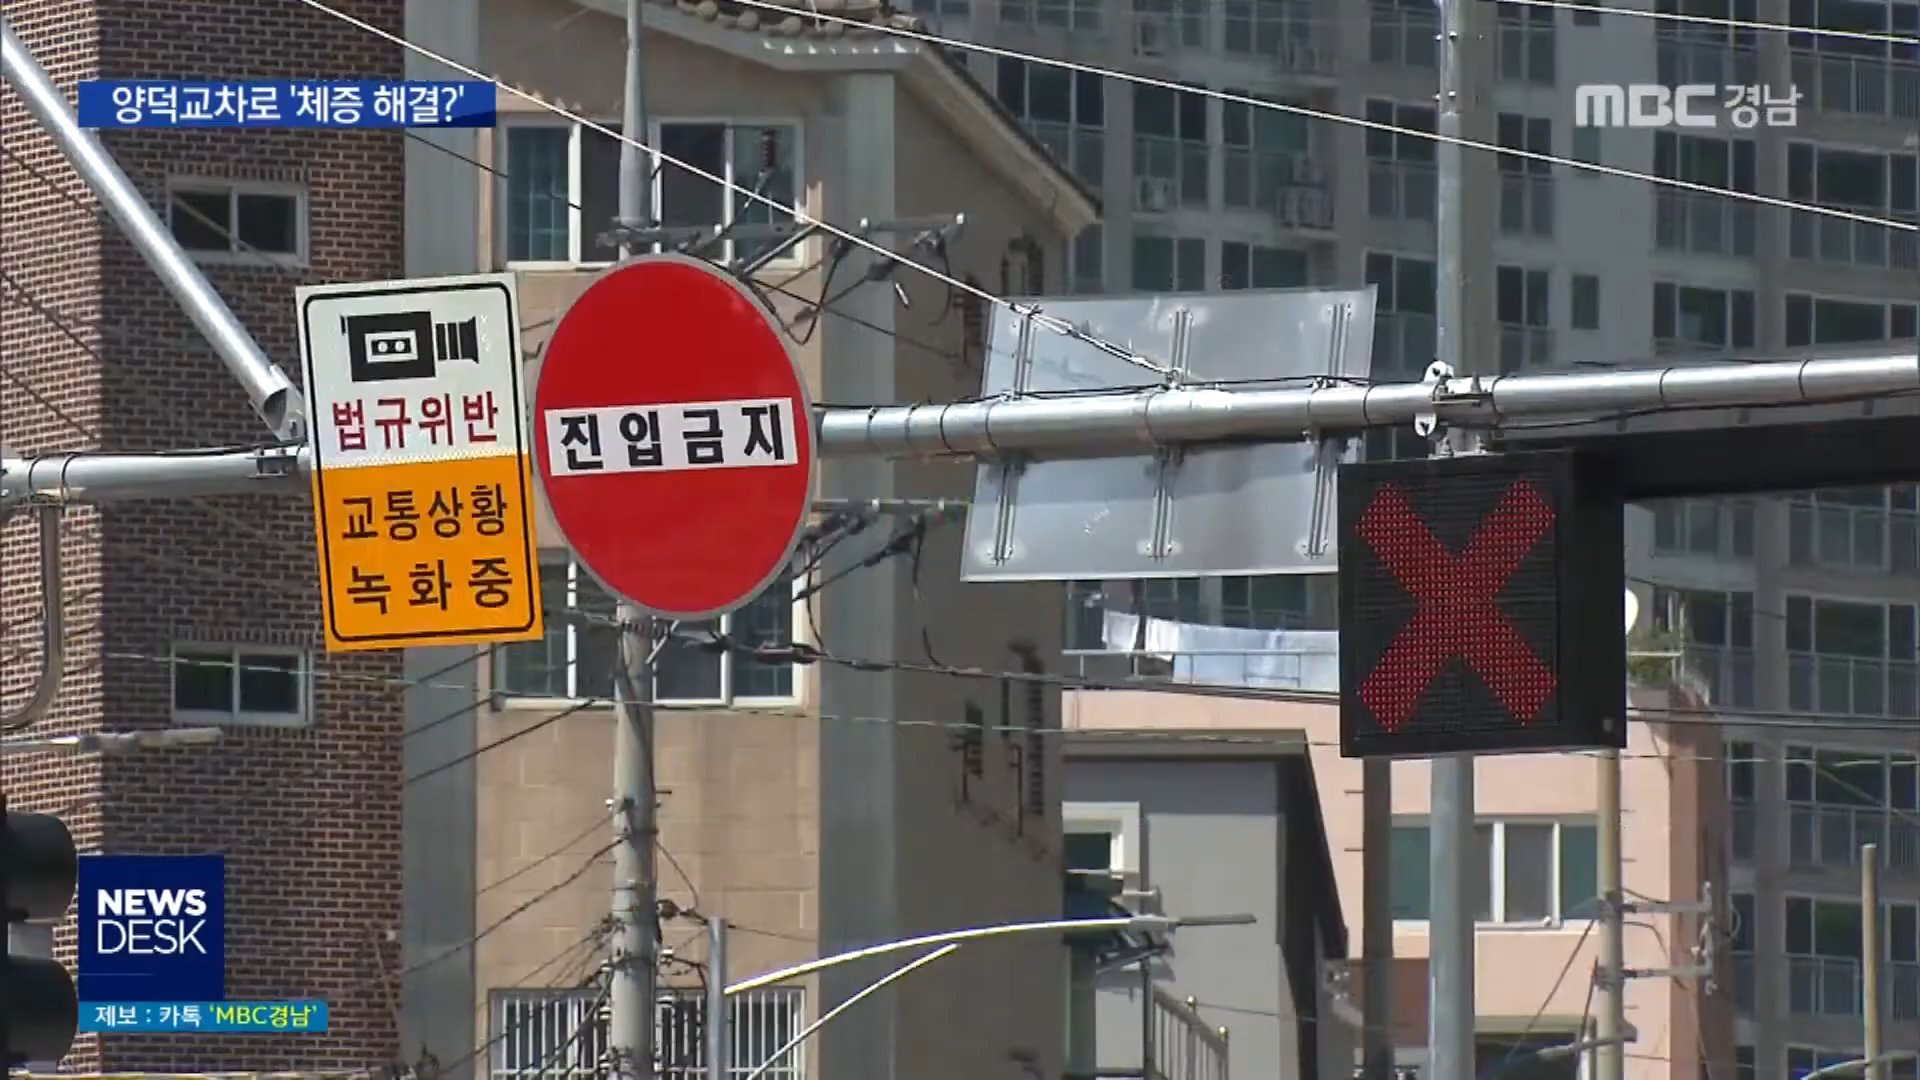 양덕교차로 '체증 해결?'
MBC경남
법규위반
교통상황
녹화중
진입금지
NEWS
DESK
제보 : 카톡 'MBC경남'